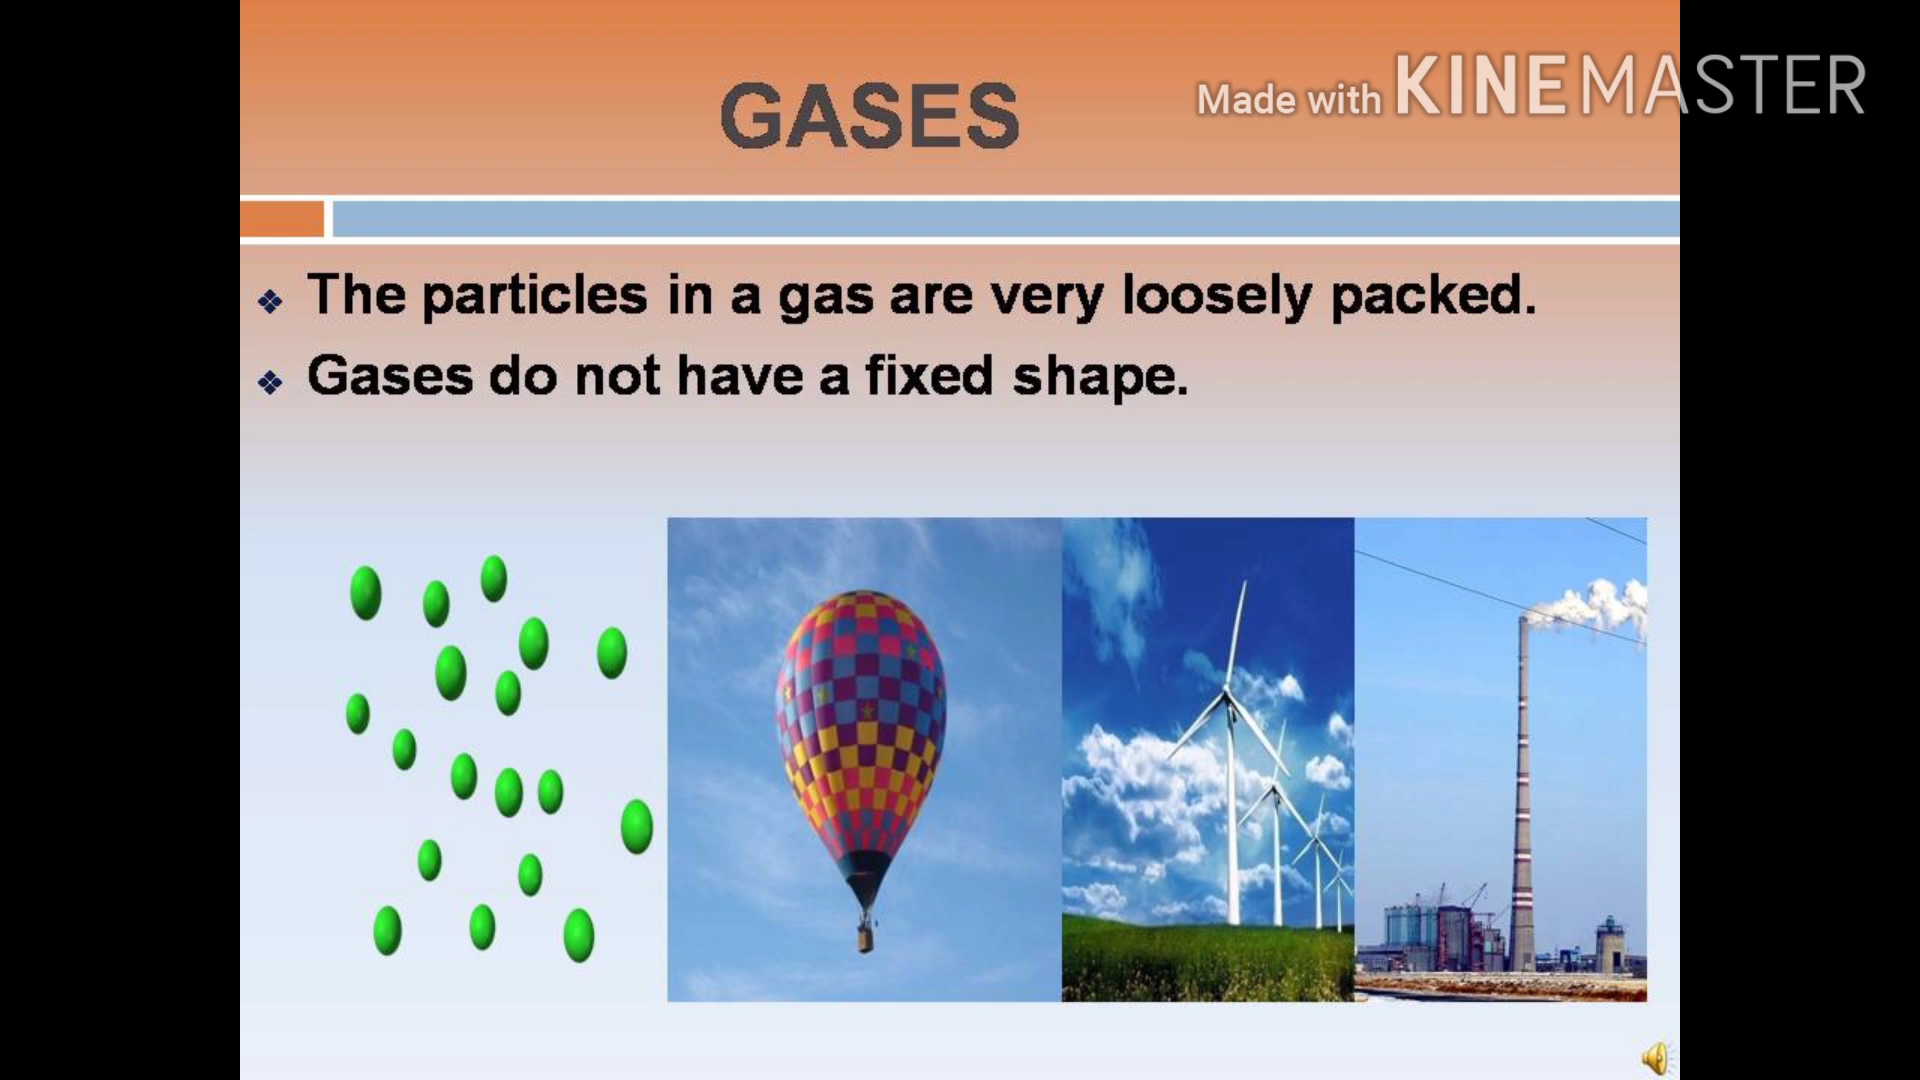 GASES
Made with KINEMASTER
The particles in a gas are very loosely packed.
Gases do not have a fixed shape.